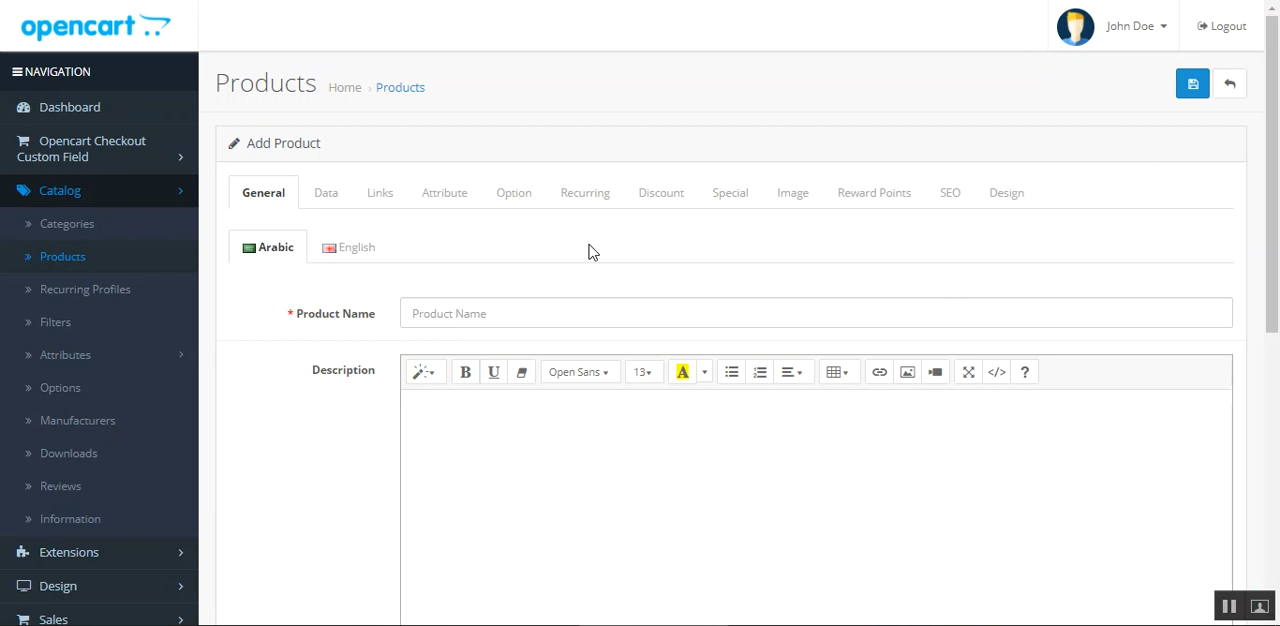 opencart
John Doe
Logout
NAVIGATION
Products
Home › Products
Dashboard
Opencart Checkout
Custom Field
Add Product
Catalog
General Data Links Attribute Option Recurring Discount Special Image Reward Points SEO Design
Categories
Arabic English
Products
Recurring Profiles
* Product Name Product Name
Filters
Attributes
Description B U Open Sans 13 A </> ?
Options
Manufacturers
Downloads
Reviews
Information
Extensions
Design
Sales